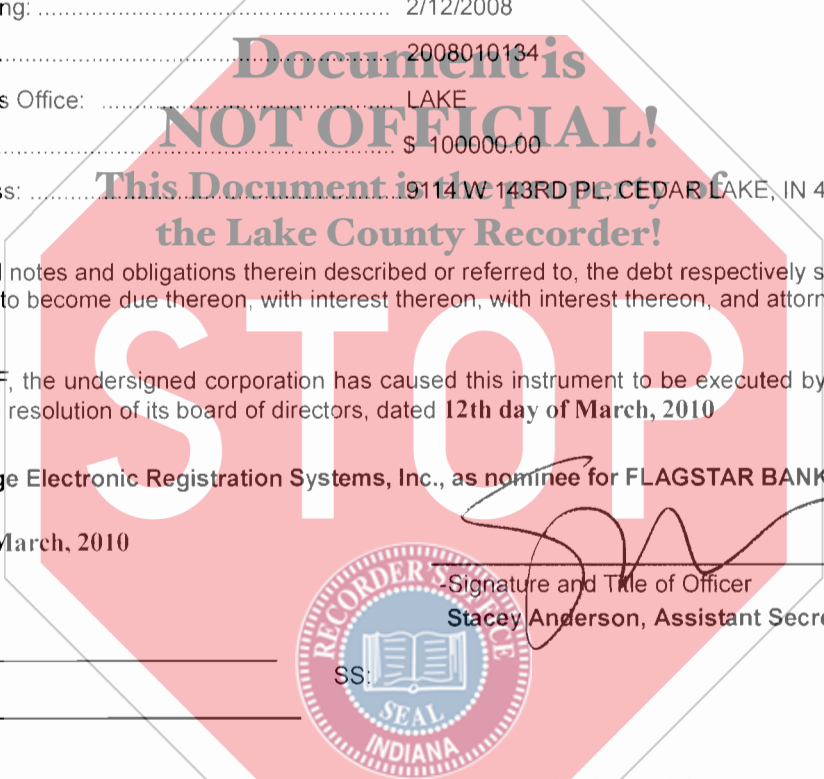 ng: ........................................................ 2/12/2008
Document is
........................................................ 2008010134
s Office: ............................................. LAKE
NOT OFFICIAL!
........................................................ $ 100000.00
This Document is the property of
ss: ........................................................ 9114 W 143RD PL, CEDAR LAKE, IN 4
the Lake County Recorder!
notes and obligations therein described or referred to, the debt respectively s
to become due thereon, with interest thereon, with interest thereon, and attorn
STOP
F, the undersigned corporation has caused this instrument to be executed by
resolution of its board of directors, dated 12th day of March, 2010
ge Electronic Registration Systems, Inc., as nominee for FLAGSTAR BANK
March, 2010
-Signature and Title of Officer
Stacey Anderson, Assistant Secre
SS:
RECORDER'S OFFICE
SEAL
INDIANA